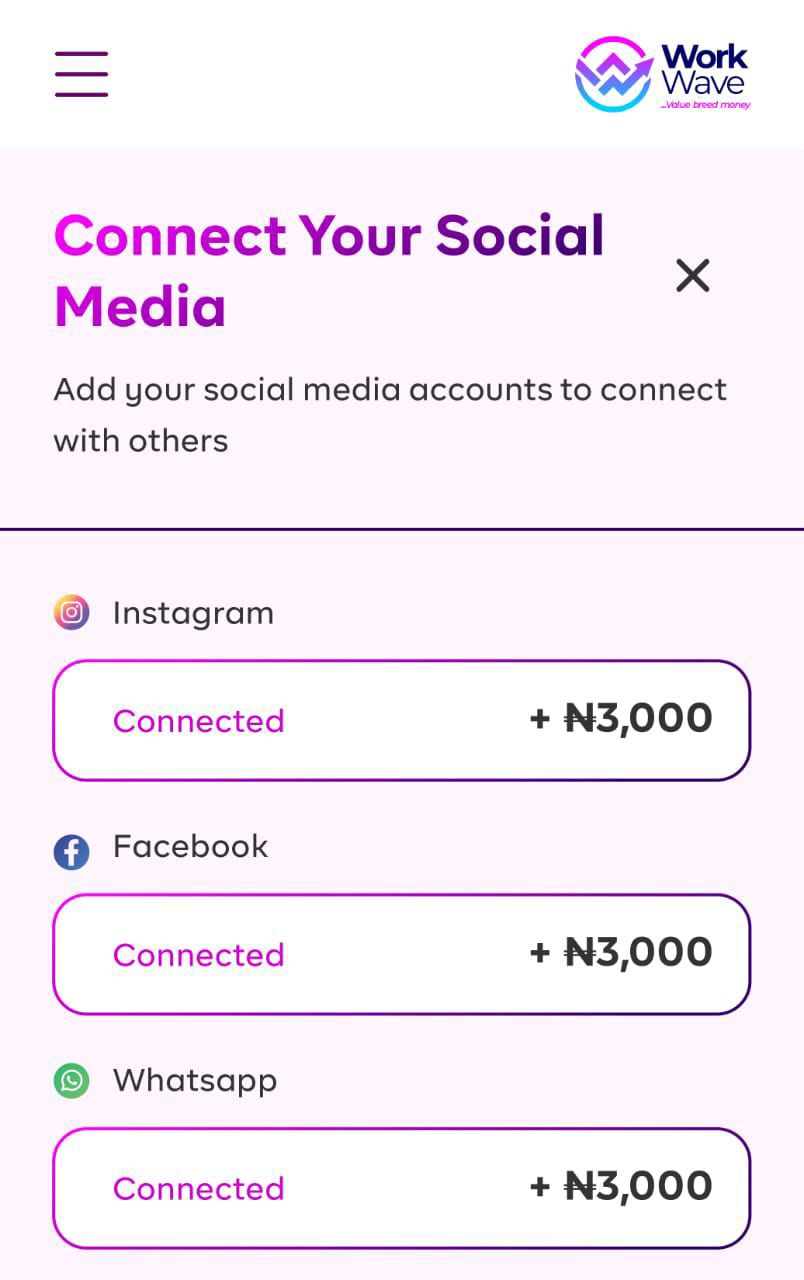 Work
Wave
...Value breed money
Connect Your Social
Media
Add your social media accounts to connect
with others
Instagram
Connected + ₦3,000
Facebook
Connected + ₦3,000
Whatsapp
Connected + ₦3,000